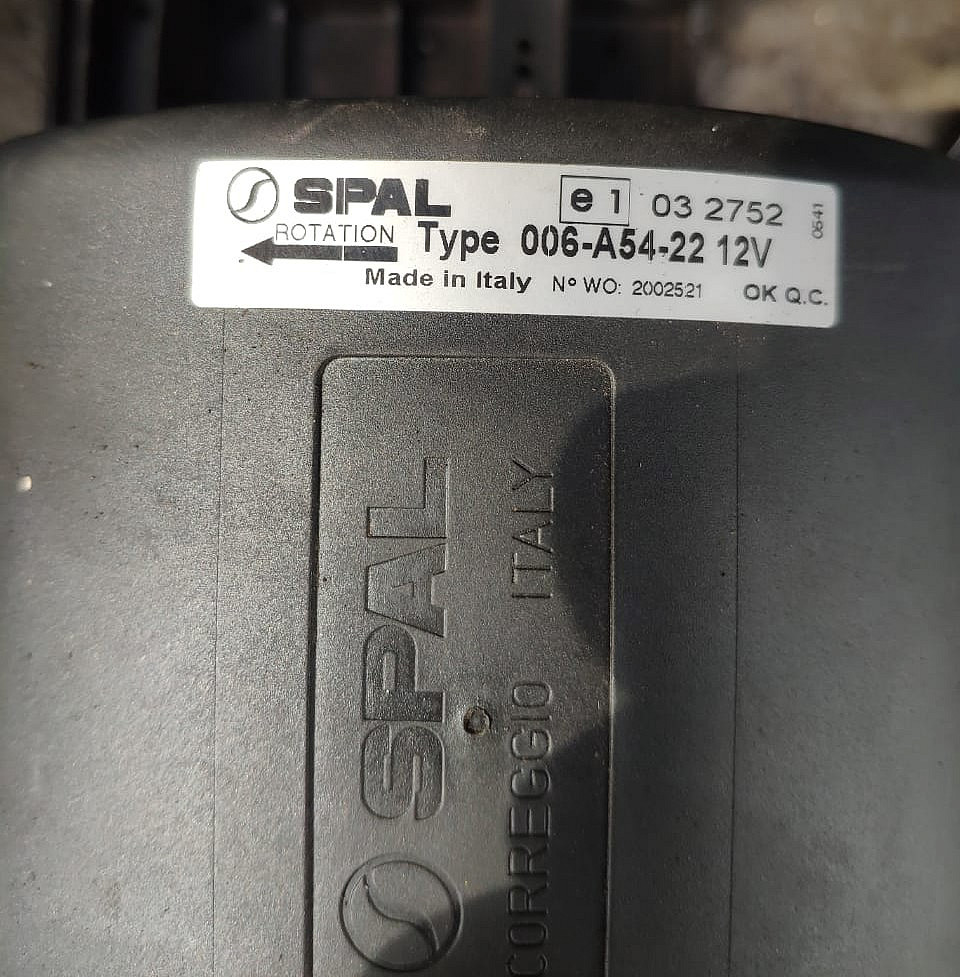 SPAL e 1 03 2752 0541
ROTATION Type 006-A54-22 12V
Made in Italy Nº WO: 2002521 OK Q.C.
SPAL
CORREGGIO ITALY